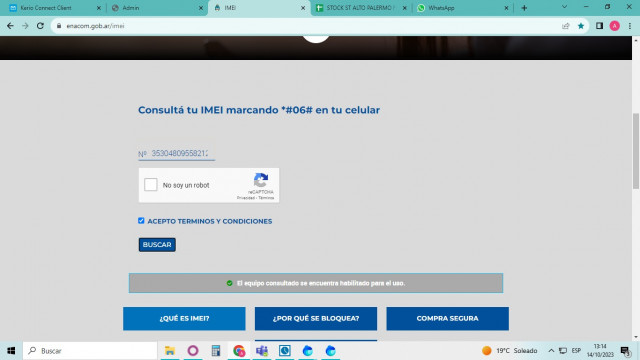 Kerro Connect Client
Admin
IMEI
STOCK ST ALTO PALERMO
WhatsApp
enacom.gob.ar/imei
A
Consultá tu IMEI marcando *#06# en tu celular
Nº 35304809558212
No soy un robot
reCAPTCHA
Privacidad - Términos
ACEPTO TERMINOS Y CONDICIONES
BUSCAR
El equipo consultado se encuentra habilitado para el uso.
¿QUÉ ES IMEI?
¿POR QUÉ SE BLOQUEA?
COMPRA SEGURA
Buscar
19°C Soleado
ESP
13:14
14/10/2023